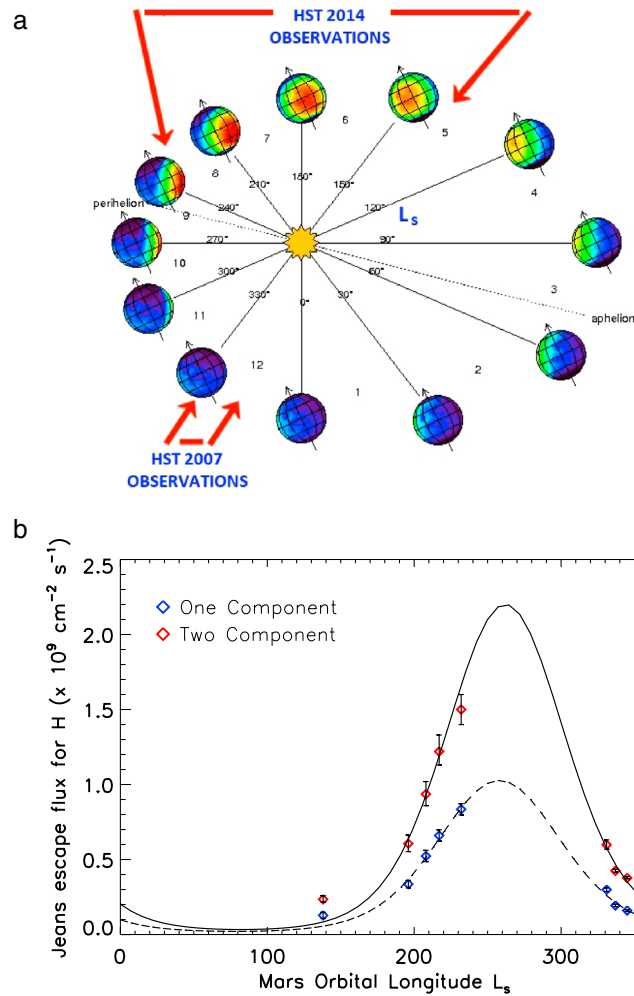 a
HST 2014
OBSERVATIONS
6
7
5
8
180°
210°
150°
4
240°
120°
perihelion
9
Ls
270°
90°
10
300°
60°
3
11
330°
0°
30°
aphelion
12
2
1
HST 2007
OBSERVATIONS
b
Jeans escape flux for H (x 10⁹ cm⁻² s⁻¹)
2.5
One Component
Two Component
2.0
1.5
1.0
0.5
0.0
0
100
200
300
Mars Orbital Longitude Ls